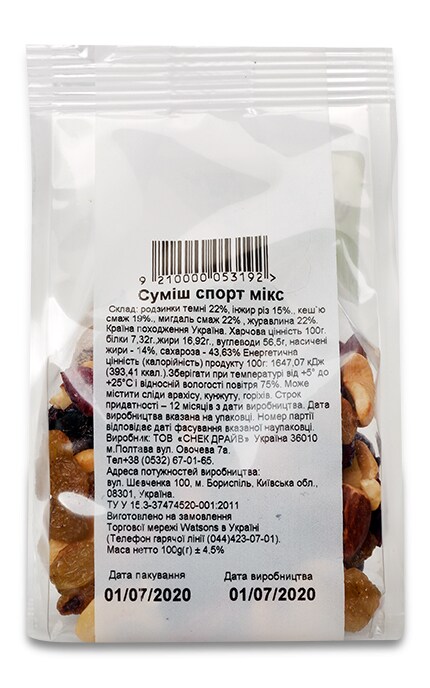 9 210000 053192 >
Суміш спорт мікс
Склад: родзинки темні 22%, інжир різ 15%., кеш`ю
смаж 19%., мигдаль смаж 22% , журавлина 22%.
Країна походження Україна. Харчова цінність 100г.
білки 7,32г.,жири 16,92г., вуглеводи 56,5г, насичені
жири - 14%, сахароза - 43,63% Енергетична
цінність (калорійність) продукту 100г: 1647,07 кДж
(393,41 ккал.).Зберігати при температурі від +5° до
+25°С і відносній вологості повітря 75%. Може
містити сліди арахісу, кунжуту, горіхів. Строк
придатності – 12 місяців з дати виробництва. Дата
виробництва вказана на упаковці. Номер партії
відповідає даті фасування вказаної наупаковці.
Виробник: ТОВ «СНЕК ДРАЙВ» Україна 36010
м.Полтава вул. Овочева 7а.
Тел+38 (0532) 67-01-65.
Адреса потужностей виробництва:
вул. Шевченка 100, м. Бориспіль, Київська обл.,
08301, Україна.
ТУ У 15.3-37474520-001:2011
Виготовлено на замовлення
Торгової мережі Watsons в Україні
(Телефон гарячої лінії (044)423-07-01).
Маса нетто 100g(г) ± 4,5%
Дата пакування Дата виробництва
01/07/2020 01/07/2020